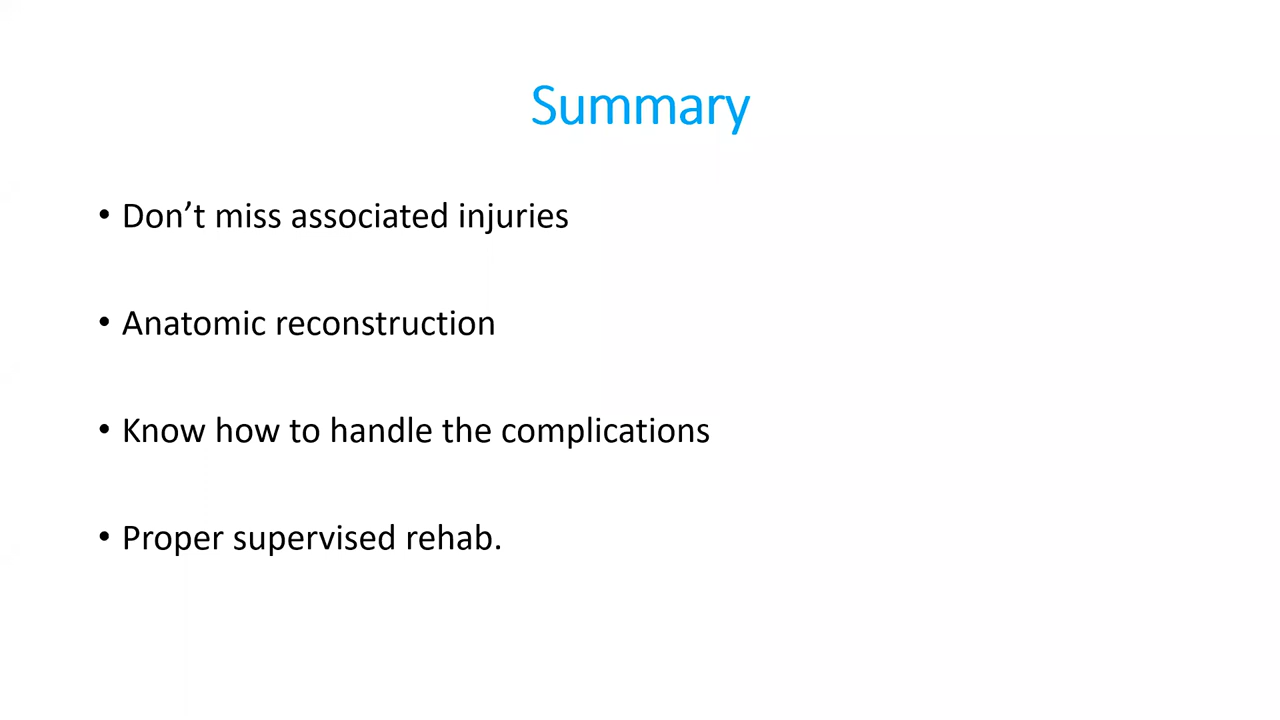 Summary
• Don’t miss associated injuries
• Anatomic reconstruction
• Know how to handle the complications
• Proper supervised rehab.